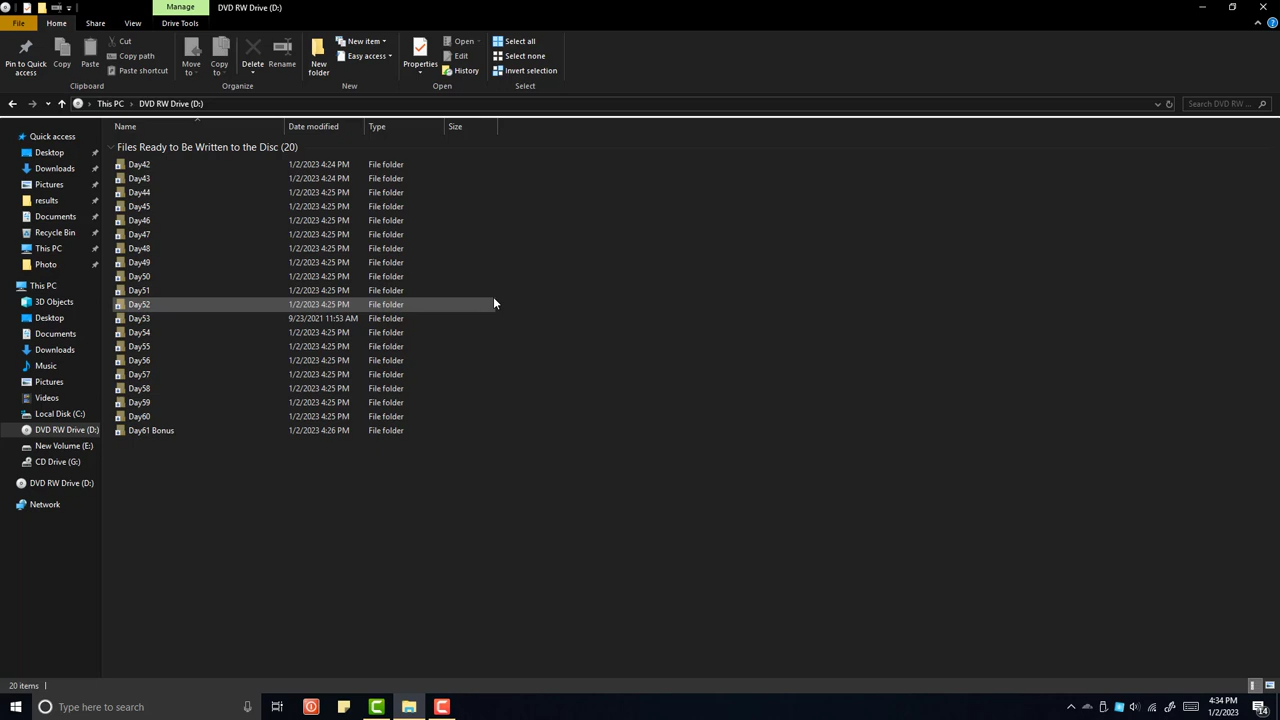 Manage
DVD RW Drive (D:)
File
Home
Share
View
Drive Tools
Pin to Quick access
Copy
Paste
Cut
Copy path
Paste shortcut
Clipboard
Move to
Copy to
Delete
Rename
Organize
New folder
New item
Easy access
New
Properties
Open
Edit
History
Open
Select all
Select none
Invert selection
Select
This PC
DVD RW Drive (D:)
Search DVD RW ...
Name
Date modified
Type
Size
Files Ready to Be Written to the Disc (20)
Day42 1/2/2023 4:24 PM File folder
Day43 1/2/2023 4:24 PM File folder
Day44 1/2/2023 4:25 PM File folder
Day45 1/2/2023 4:25 PM File folder
Day46 1/2/2023 4:25 PM File folder
Day47 1/2/2023 4:25 PM File folder
Day48 1/2/2023 4:25 PM File folder
Day49 1/2/2023 4:25 PM File folder
Day50 1/2/2023 4:25 PM File folder
Day51 1/2/2023 4:25 PM File folder
Day52 1/2/2023 4:25 PM File folder
Day53 9/23/2021 11:53 AM File folder
Day54 1/2/2023 4:25 PM File folder
Day55 1/2/2023 4:25 PM File folder
Day56 1/2/2023 4:25 PM File folder
Day57 1/2/2023 4:25 PM File folder
Day58 1/2/2023 4:25 PM File folder
Day59 1/2/2023 4:25 PM File folder
Day60 1/2/2023 4:25 PM File folder
Day61 Bonus 1/2/2023 4:26 PM File folder
Quick access
Desktop
Downloads
Pictures
results
Documents
Recycle Bin
This PC
Photo
This PC
3D Objects
Desktop
Documents
Downloads
Music
Pictures
Videos
Local Disk (C:)
DVD RW Drive (D:)
New Volume (E:)
CD Drive (G:)
DVD RW Drive (D:)
Network
20 items
Type here to search
4:34 PM
1/2/2023
14